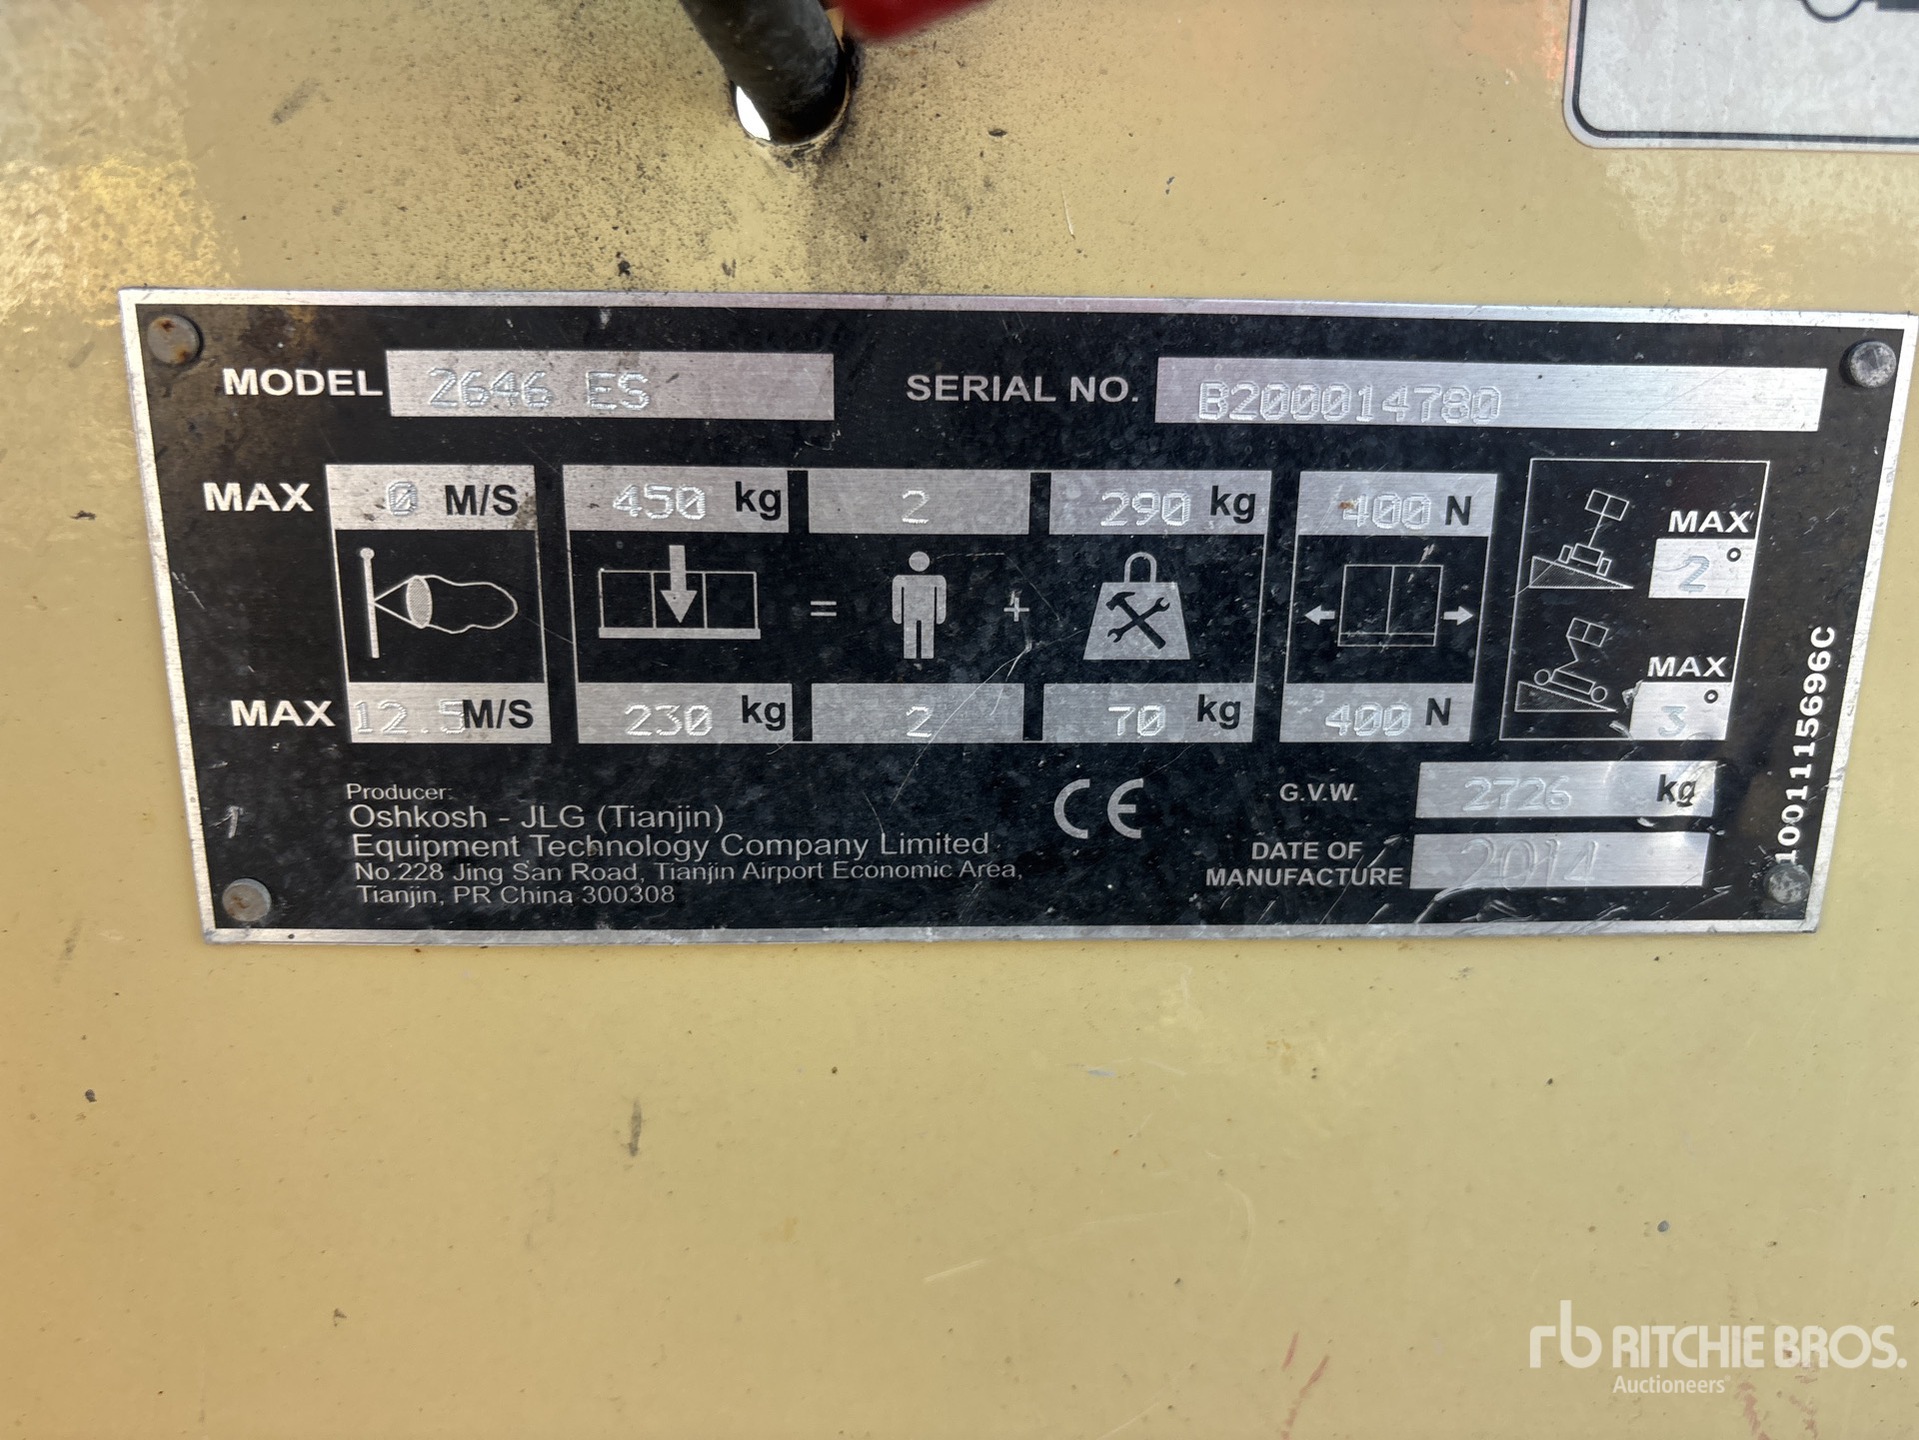 MODEL 2646 ES SERIAL NO. B200014780
MAX 0 M/S 450 kg 2 290 kg 400 N
MAX
2°
= +
MAX
3°
MAX 12.5 M/S 230 kg 2 70 kg 400 N
Producer:
Oshkosh - JLG (Tianjin)
Equipment Technology Company Limited
No.228 Jing San Road, Tianjin Airport Economic Area,
Tianjin, PR China 300308
CE
G.V.W. 2726 kg
DATE OF
MANUFACTURE 2014
1001115696C
rb RITCHIE BROS.
Auctioneers